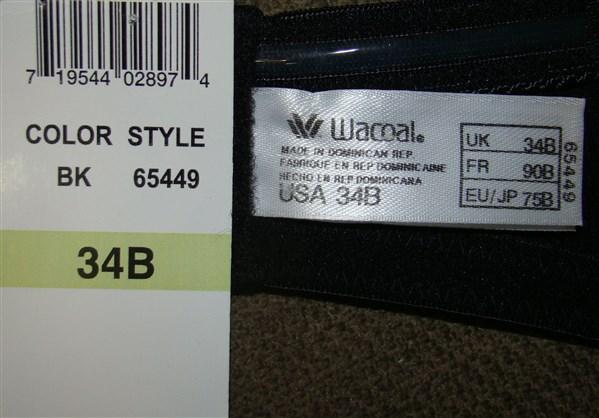 7 19544 02897 4
COLOR STYLE
BK 65449
34B
Wacoal®
MADE IN DOMINICAN REP.
FABRIQUE EN REP DOMINICAINE
HECHO EN REP DOMINICANA
USA 34B
UK 34B
FR 90B
EU/JP 75B
65449